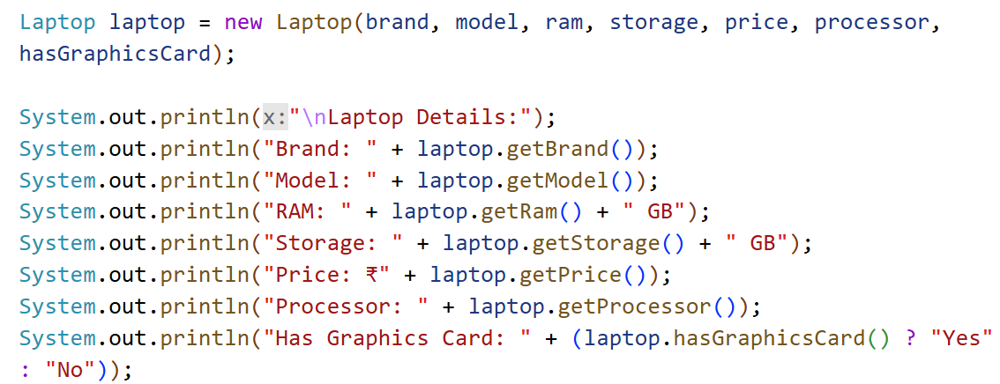 Laptop laptop = new Laptop(brand, model, ram, storage, price, processor,
hasGraphicsCard);
System.out.println(x:"\nLaptop Details:");
System.out.println("Brand: " + laptop.getBrand());
System.out.println("Model: " + laptop.getModel());
System.out.println("RAM: " + laptop.getRam() + " GB");
System.out.println("Storage: " + laptop.getStorage() + " GB");
System.out.println("Price: ₹" + laptop.getPrice());
System.out.println("Processor: " + laptop.getProcessor());
System.out.println("Has Graphics Card: " + (laptop.hasGraphicsCard() ? "Yes"
: "No"));